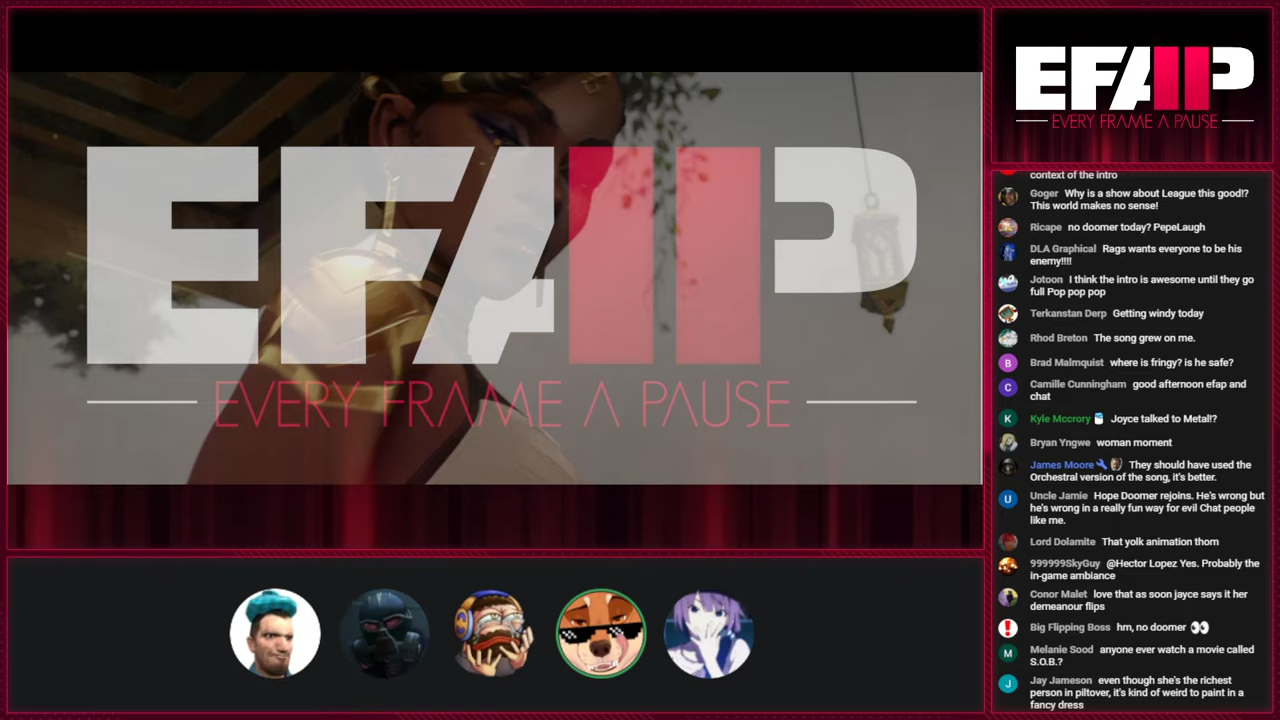 EFAP
EVERY FRAME A PAUSE
EFAP
EVERY FRAME A PAUSE
context of the intro
Goger Why is a show about League this good!?
This world makes no sense!
Ricape no doomer today? PepeLaugh
DLA Graphical Rags wants everyone to be his
enemy!!!!
Jotoon I think the intro is awesome until they go
full Pop pop pop
Terkanstan Derp Getting windy today
Rhod Breton The song grew on me.
B Brad Malmquist where is fringy? is he safe?
C Camille Cunningham good afternoon efap and
chat
K Kyle Mccrory Joyce talked to Metal!?
Bryan Yngwe woman moment
James Moore They should have used the
Orchestral version of the song, it's better.
U Uncle Jamie Hope Doomer rejoins. He's wrong but
he's wrong in a really fun way for evil Chat people
like me.
Lord Dolamite That yolk animation thom
999999SkyGuy @Hector Lopez Yes. Probably the
in-game ambiance
Conor Malet love that as soon jayce says it her
demeanour flips
Big Flipping Boss hm, no doomer 👀
M Melanie Sood anyone ever watch a movie called
S.O.B.?
J Jay Jameson even though she's the richest
person in piltover, it's kind of weird to paint in a
fancy dress